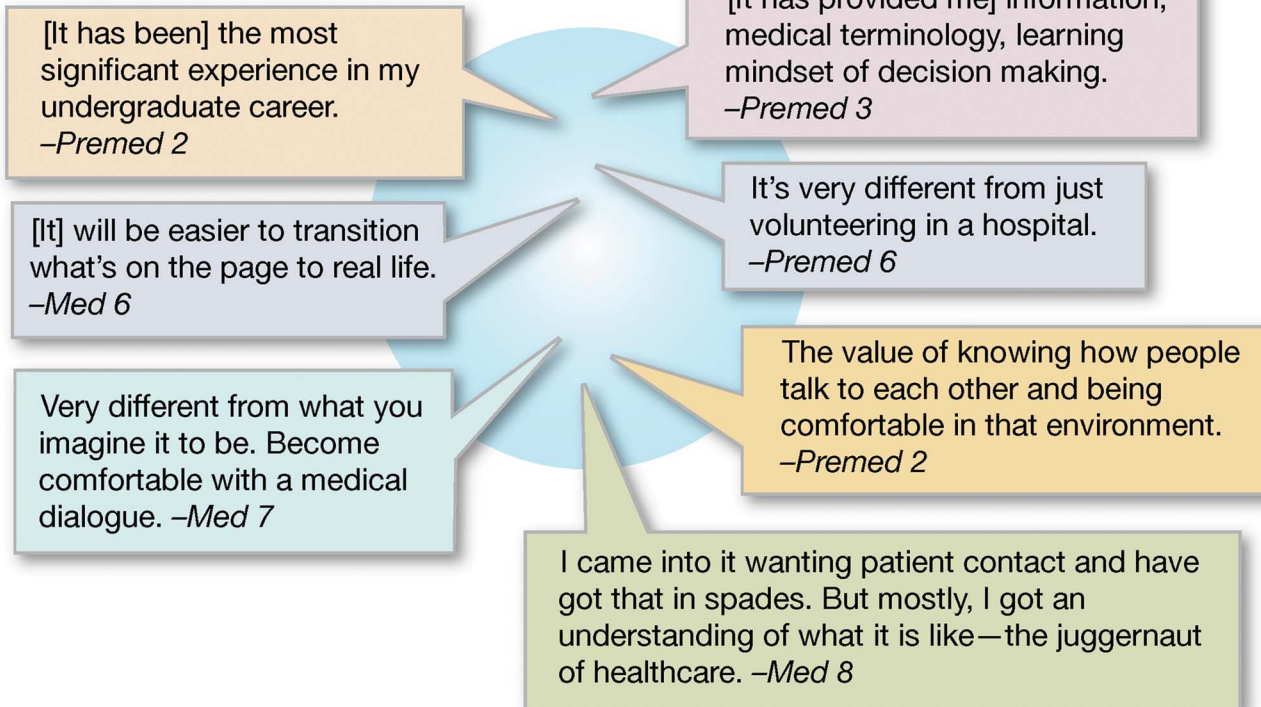 [It has been] the most
significant experience in my
undergraduate career.
–Premed 2
[It has provided me] information,
medical terminology, learning
mindset of decision making.
–Premed 3
[It] will be easier to transition
what's on the page to real life.
–Med 6
It's very different from just
volunteering in a hospital.
–Premed 6
Very different from what you
imagine it to be. Become
comfortable with a medical
dialogue. –Med 7
The value of knowing how people
talk to each other and being
comfortable in that environment.
–Premed 2
I came into it wanting patient contact and have
got that in spades. But mostly, I got an
understanding of what it is like—the juggernaut
of healthcare. –Med 8